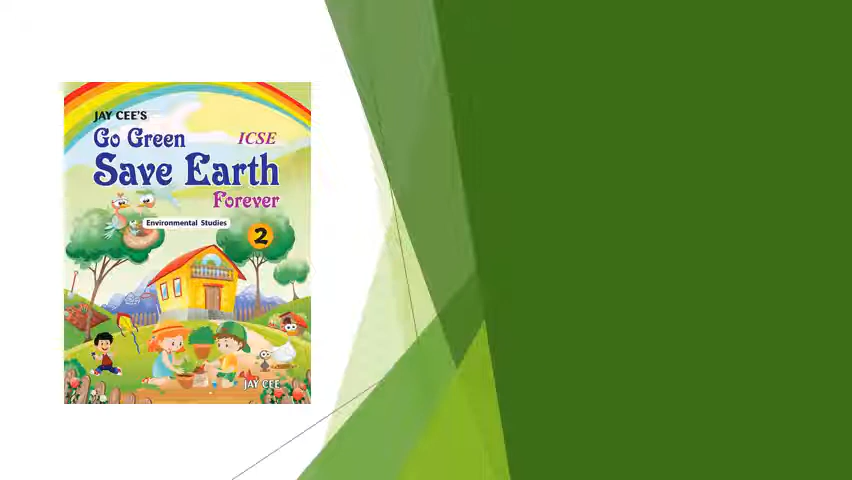 JAY CEE'S
Go Green ICSE
Save Earth
Forever
Environmental Studies
2
JAY CEE